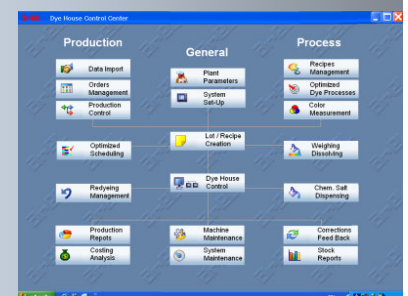 Dye House Control Center
Production
General
Process
Data Import
Orders
Management
Production
Control
Plant
Parameters
System
Set-Up
Recipes
Management
Optimized
Dye Processes
Color
Measurement
Optimized
Scheduling
Lot / Recipe
Creation
Weighing
Dissolving
Redyeing
Management
Dye House
Control
Chem. Salt
Dispensing
Production
Repots
Costing
Analysis
Machine
Maintenance
System
Maintenance
Corrections
Feed Back
Stock
Reports